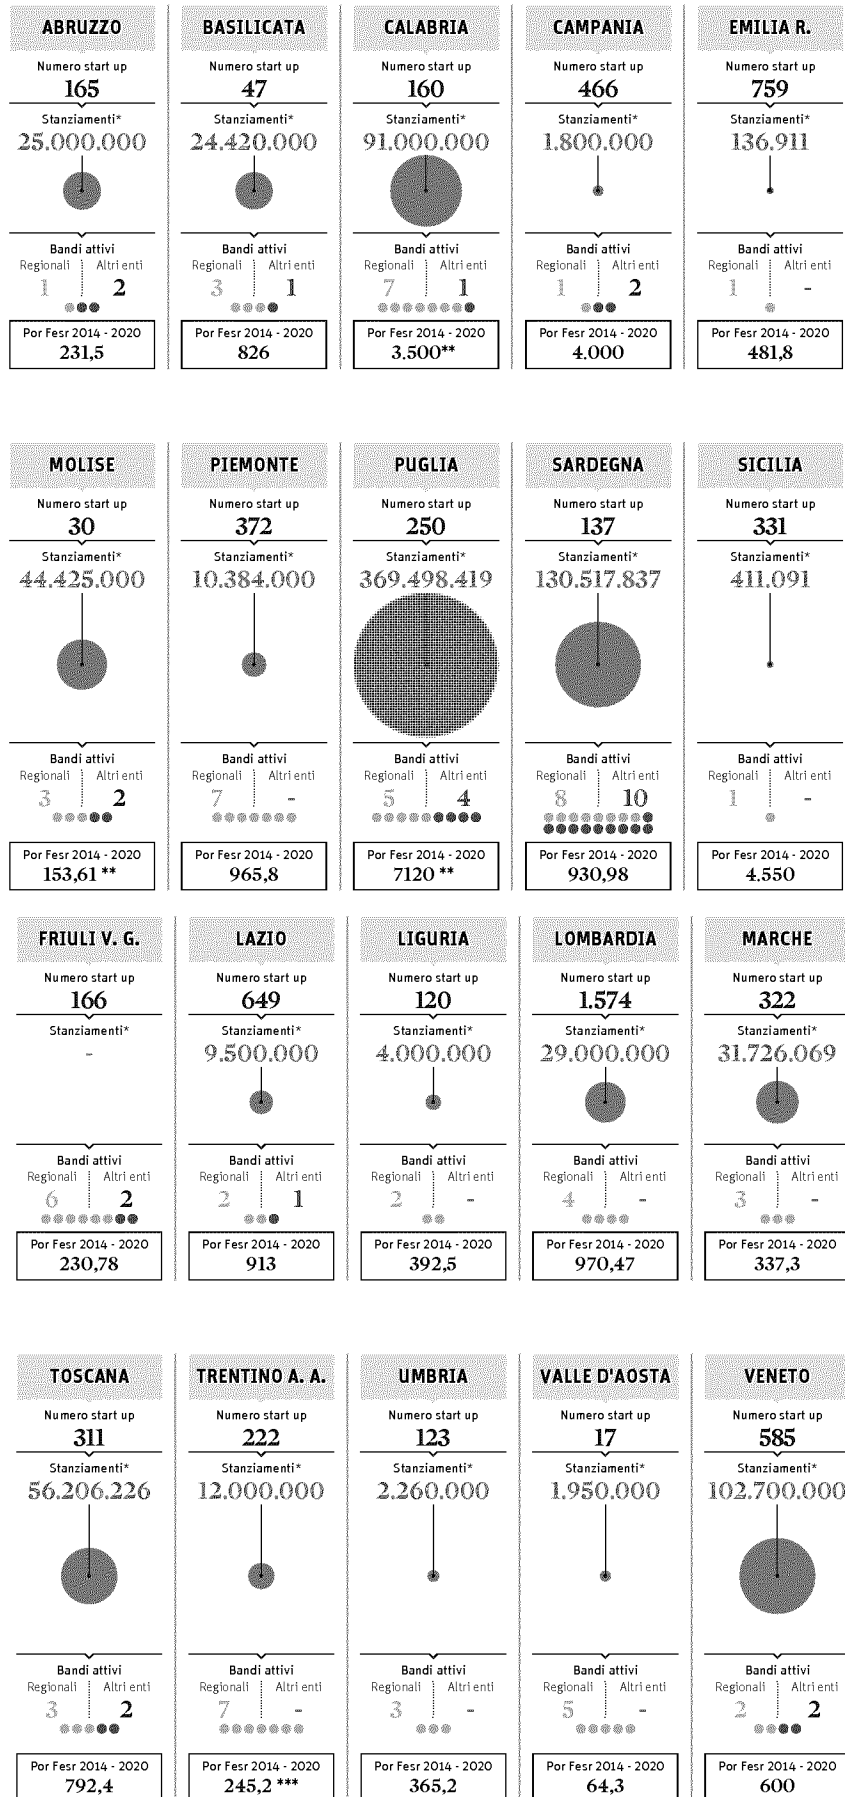 ABRUZZO
Numero start up
165
Stanziamenti*
25.000.000
Bandi attivi
Regionali Altri enti
1 2
Por Fesr 2014 - 2020
231,5
BASILICATA
Numero start up
47
Stanziamenti*
24.420.000
Bandi attivi
Regionali Altri enti
3 1
Por Fesr 2014 - 2020
826
CALABRIA
Numero start up
160
Stanziamenti*
91.000.000
Bandi attivi
Regionali Altri enti
7 1
Por Fesr 2014 - 2020
3.500**
CAMPANIA
Numero start up
466
Stanziamenti*
1.800.000
Bandi attivi
Regionali Altri enti
1 2
Por Fesr 2014 - 2020
4.000
EMILIA R.
Numero start up
759
Stanziamenti*
136.911
Bandi attivi
Regionali Altri enti
1 -
Por Fesr 2014 - 2020
481,8
MOLISE
Numero start up
30
Stanziamenti*
44.425.000
Bandi attivi
Regionali Altri enti
3 2
Por Fesr 2014 - 2020
153,61 **
PIEMONTE
Numero start up
372
Stanziamenti*
10.384.000
Bandi attivi
Regionali Altri enti
7 -
Por Fesr 2014 - 2020
965,8
PUGLIA
Numero start up
250
Stanziamenti*
369.498.419
Bandi attivi
Regionali Altri enti
5 4
Por Fesr 2014 - 2020
7120 **
SARDEGNA
Numero start up
137
Stanziamenti*
130.517.837
Bandi attivi
Regionali Altri enti
8 10
Por Fesr 2014 - 2020
930,98
SICILIA
Numero start up
331
Stanziamenti*
411.091
Bandi attivi
Regionali Altri enti
1 -
Por Fesr 2014 - 2020
4.550
FRIULI V. G.
Numero start up
166
Stanziamenti*
-
Bandi attivi
Regionali Altri enti
6 2
Por Fesr 2014 - 2020
230,78
LAZIO
Numero start up
649
Stanziamenti*
9.500.000
Bandi attivi
Regionali Altri enti
2 1
Por Fesr 2014 - 2020
913
LIGURIA
Numero start up
120
Stanziamenti*
4.000.000
Bandi attivi
Regionali Altri enti
2 -
Por Fesr 2014 - 2020
392,5
LOMBARDIA
Numero start up
1.574
Stanziamenti*
29.000.000
Bandi attivi
Regionali Altri enti
4 -
Por Fesr 2014 - 2020
970,47
MARCHE
Numero start up
322
Stanziamenti*
31.726.069
Bandi attivi
Regionali Altri enti
3 -
Por Fesr 2014 - 2020
337,3
TOSCANA
Numero start up
311
Stanziamenti*
56.206.226
Bandi attivi
Regionali Altri enti
3 2
Por Fesr 2014 - 2020
792,4
TRENTINO A. A.
Numero start up
222
Stanziamenti*
12.000.000
Bandi attivi
Regionali Altri enti
7 -
Por Fesr 2014 - 2020
245,2 ***
UMBRIA
Numero start up
123
Stanziamenti*
2.260.000
Bandi attivi
Regionali Altri enti
3 -
Por Fesr 2014 - 2020
365,2
VALLE D'AOSTA
Numero start up
17
Stanziamenti*
1.950.000
Bandi attivi
Regionali Altri enti
5 -
Por Fesr 2014 - 2020
64,3
VENETO
Numero start up
585
Stanziamenti*
102.700.000
Bandi attivi
Regionali Altri enti
2 2
Por Fesr 2014 - 2020
600